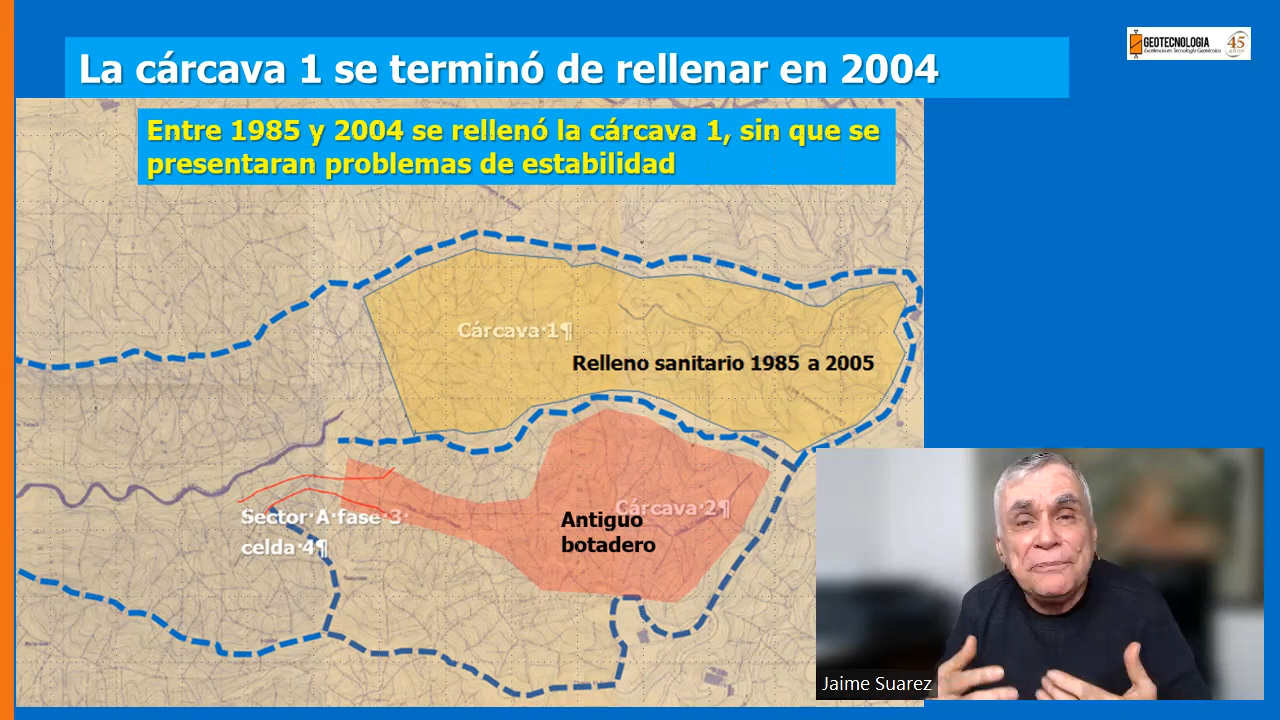 La cárcava 1 se terminó de rellenar en 2004
GEOTECNOLOGIA
45
Entre 1985 y 2004 se rellenó la cárcava 1, sin que se
presentaran problemas de estabilidad
Cárcava·1¶
Relleno sanitario 1985 a 2005
Cárcava·2¶
Antiguo
botadero
Sector·A·fase·3·
celda·4¶
Jaime Suarez